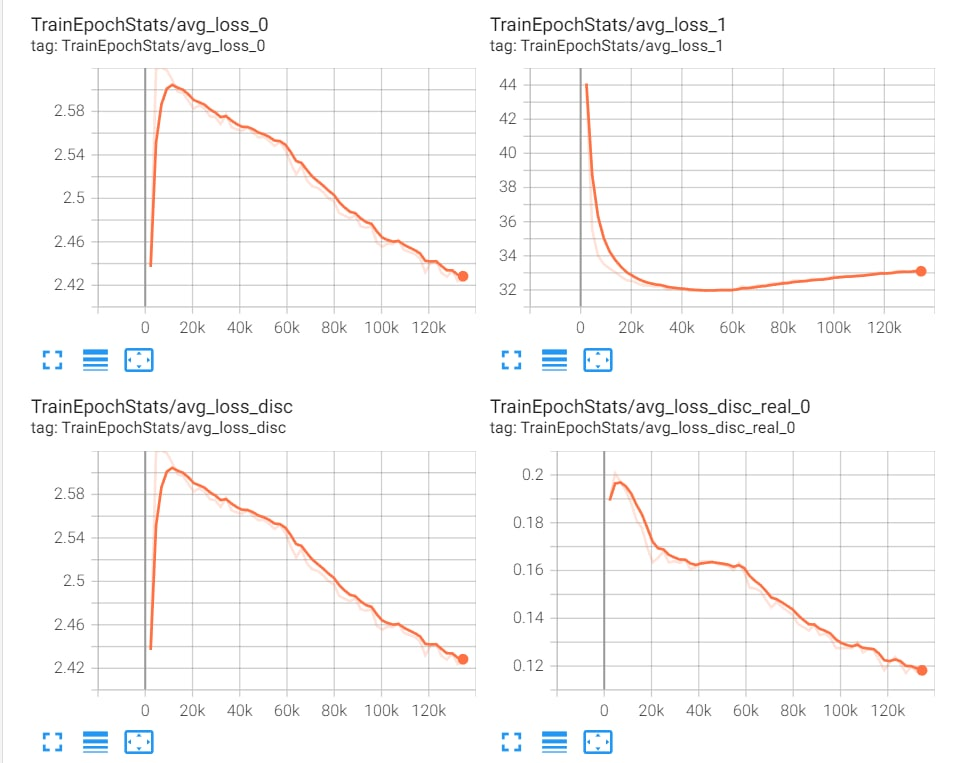 TrainEpochStats/avg_loss_0
tag: TrainEpochStats/avg_loss_0
2.58
2.54
2.5
2.46
2.42
0 20k 40k 60k 80k 100k 120k
TrainEpochStats/avg_loss_1
tag: TrainEpochStats/avg_loss_1
44
42
40
38
36
34
32
0 20k 40k 60k 80k 100k 120k
TrainEpochStats/avg_loss_disc
tag: TrainEpochStats/avg_loss_disc
2.58
2.54
2.5
2.46
2.42
0 20k 40k 60k 80k 100k 120k
TrainEpochStats/avg_loss_disc_real_0
tag: TrainEpochStats/avg_loss_disc_real_0
0.2
0.18
0.16
0.14
0.12
0 20k 40k 60k 80k 100k 120k